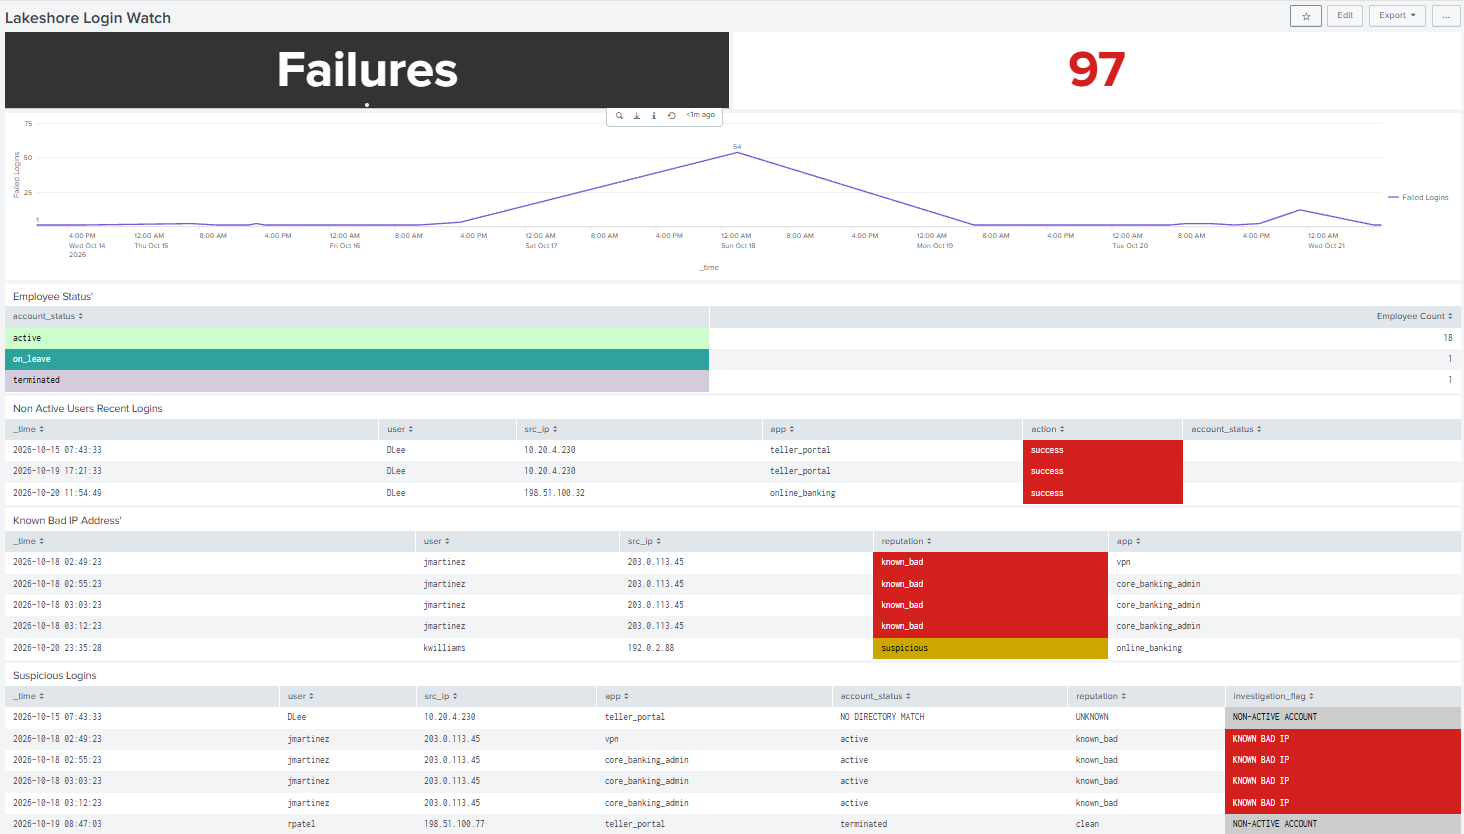 Lakeshore Login Watch
Edit
Export
...
Failures
97
<1m ago
75
50
25
Failed Logins
1
54
Failed Logins
4:00 PM 12:00 AM 8:00 AM 4:00 PM 12:00 AM 8:00 AM 4:00 PM 12:00 AM 8:00 AM 4:00 PM 12:00 AM 8:00 AM 4:00 PM 12:00 AM 8:00 AM 4:00 PM 12:00 AM 8:00 AM 4:00 PM 12:00 AM
Wed Oct 14 Thu Oct 15 Fri Oct 16 Sat Oct 17 Sun Oct 18 Mon Oct 19 Tue Oct 20 Wed Oct 21
2026
_time
Employee Status'
account_status Employee Count
active 18
on_leave 1
terminated 1
Non Active Users Recent Logins
_time user src_ip app action account_status
2026-10-15 07:43:33 DLee 10.20.4.230 teller_portal success
2026-10-19 17:21:33 DLee 10.20.4.230 teller_portal success
2026-10-20 11:54:49 DLee 198.51.100.32 online_banking success
Known Bad IP Address'
_time user src_ip reputation app
2026-10-18 02:49:23 jmartinez 203.0.113.45 known_bad vpn
2026-10-18 02:55:23 jmartinez 203.0.113.45 known_bad core_banking_admin
2026-10-18 03:03:23 jmartinez 203.0.113.45 known_bad core_banking_admin
2026-10-18 03:12:23 jmartinez 203.0.113.45 known_bad core_banking_admin
2026-10-20 23:35:28 kwilliams 192.0.2.88 suspicious online_banking
Suspicious Logins
_time user src_ip app account_status reputation investigation_flag
2026-10-15 07:43:33 DLee 10.20.4.230 teller_portal NO DIRECTORY MATCH UNKNOWN NON-ACTIVE ACCOUNT
2026-10-18 02:49:23 jmartinez 203.0.113.45 vpn active known_bad KNOWN BAD IP
2026-10-18 02:55:23 jmartinez 203.0.113.45 core_banking_admin active known_bad KNOWN BAD IP
2026-10-18 03:03:23 jmartinez 203.0.113.45 core_banking_admin active known_bad KNOWN BAD IP
2026-10-18 03:12:23 jmartinez 203.0.113.45 core_banking_admin active known_bad KNOWN BAD IP
2026-10-19 08:47:03 rpatel 198.51.100.77 teller_portal terminated clean NON-ACTIVE ACCOUNT